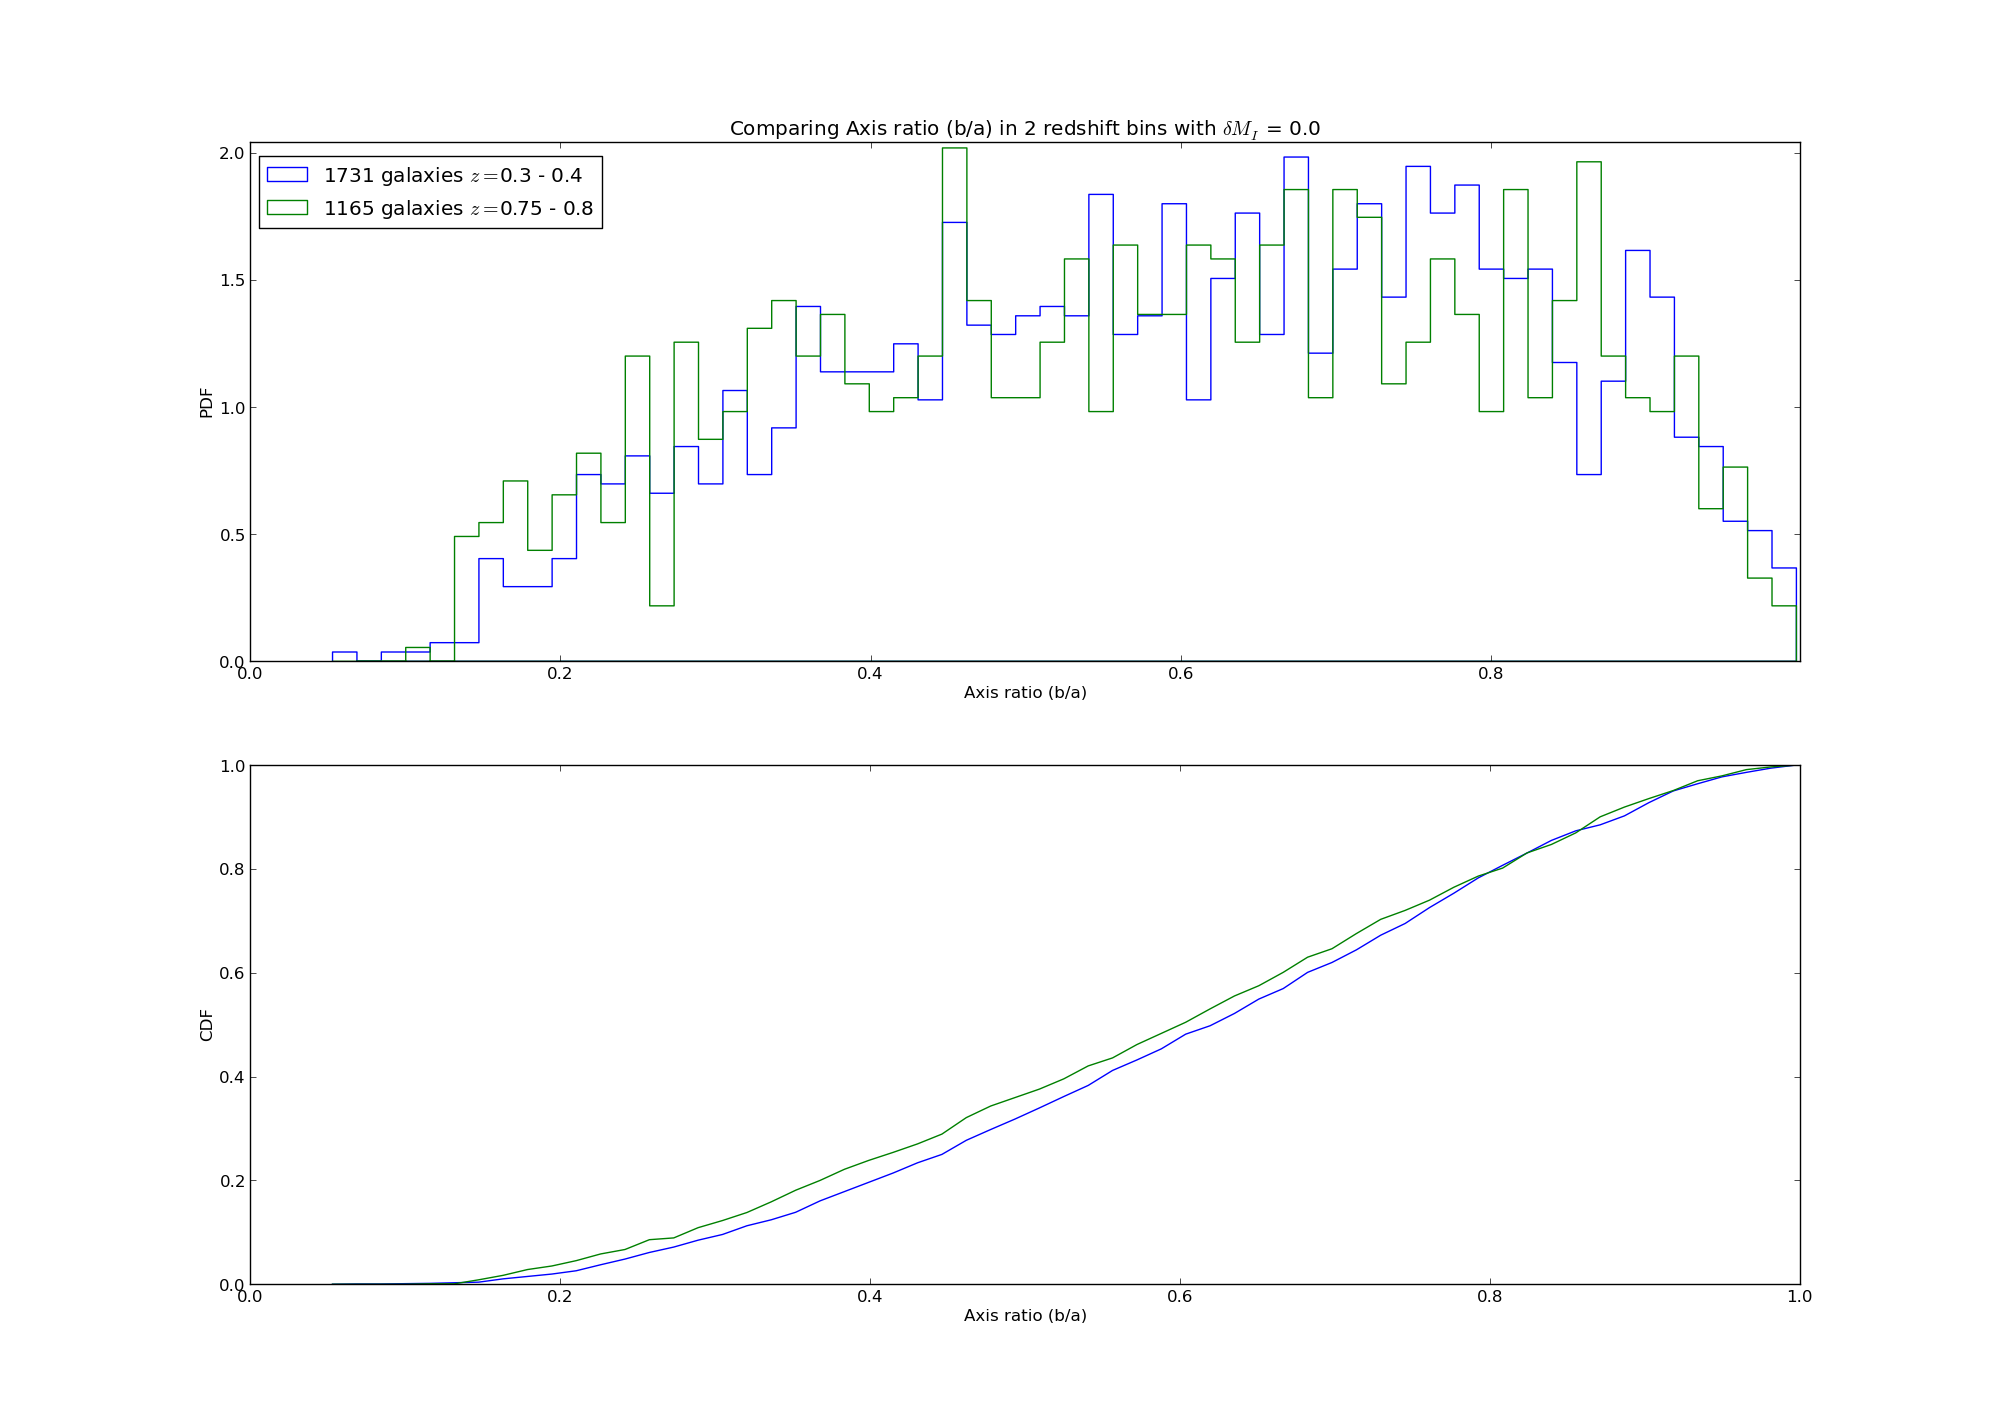 Comparing Axis ratio (b/a) in 2 redshift bins with δM_I = 0.0
2.0
1.5
1.0
0.5
0.0
PDF
1731 galaxies z=0.3 - 0.4
1165 galaxies z=0.75 - 0.8
0.0 0.2 0.4 0.6 0.8
Axis ratio (b/a)
1.0
0.8
0.6
0.4
0.2
0.0
CDF
0.0 0.2 0.4 0.6 0.8 1.0
Axis ratio (b/a)